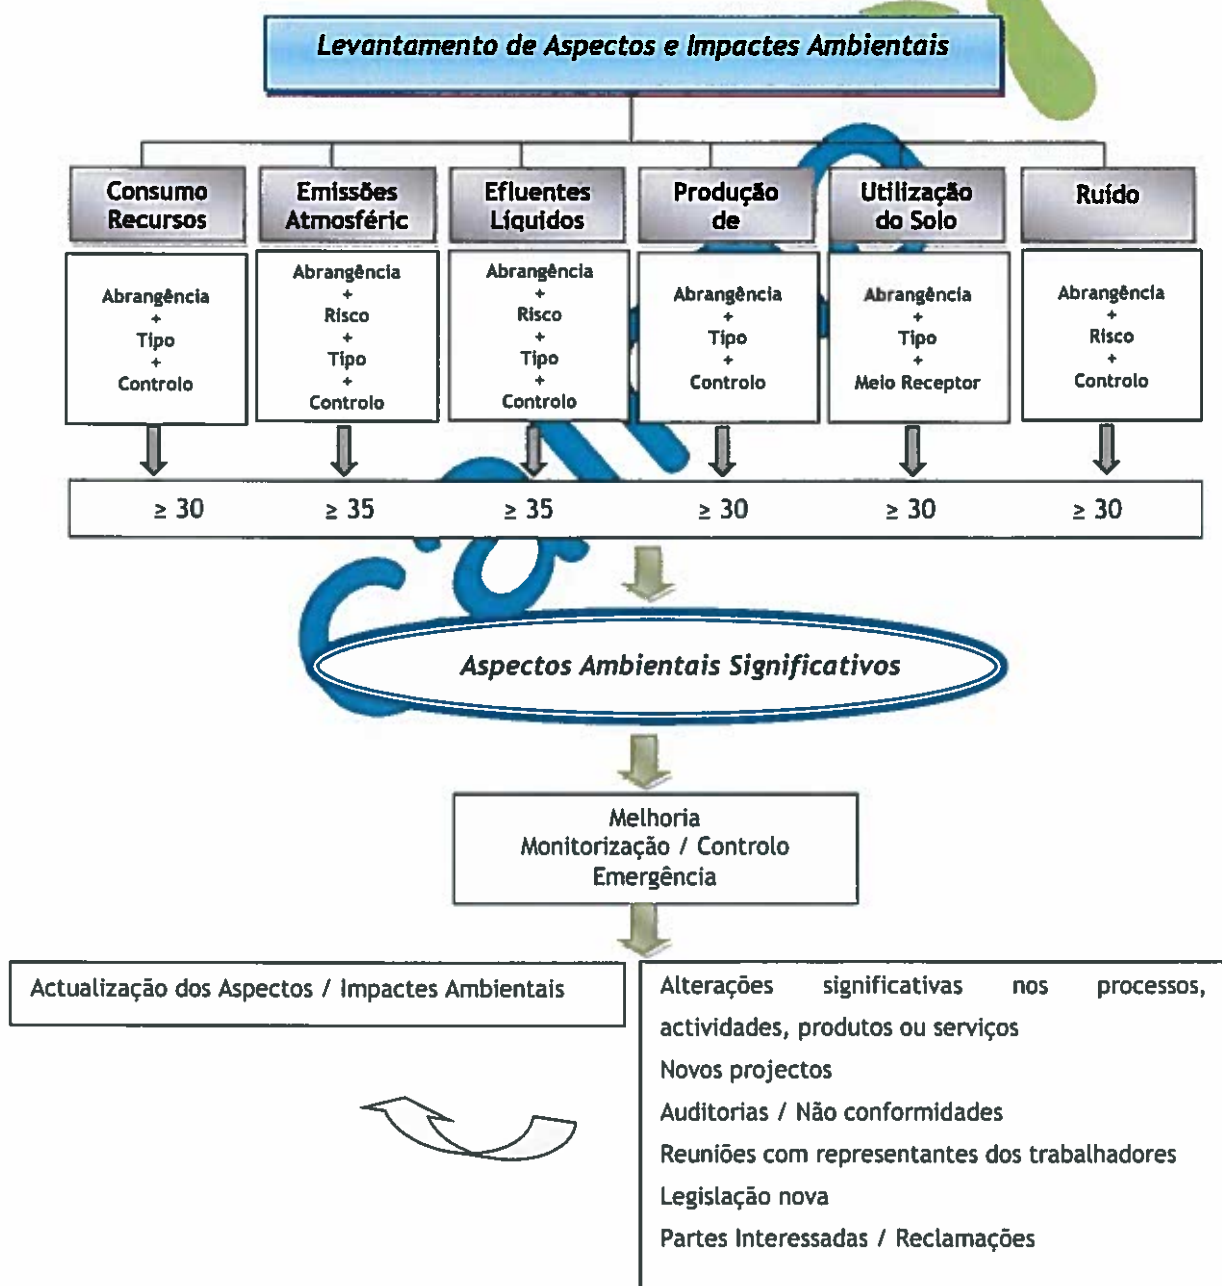 Levantamento de Aspectos e Impactes Ambientais
Consumo
Recursos
Emissões
Atmosféric
Efluentes
Líquidos
Produção
de
Utilização
do Solo
Ruído
Abrangência
+
Tipo
+
Controlo
Abrangência
+
Risco
+
Tipo
+
Controlo
Abrangência
+
Risco
+
Tipo
+
Controlo
Abrangência
+
Tipo
+
Controlo
Abrangência
+
Tipo
+
Meio Receptor
Abrangência
+
Risco
+
Controlo
≥ 30
≥ 35
≥ 35
≥ 30
≥ 30
≥ 30
Aspectos Ambientais Significativos
Melhoria
Monitorização / Controlo
Emergência
Actualização dos Aspectos / Impactes Ambientais
Alterações significativas nos processos,
actividades, produtos ou serviços
Novos projectos
Auditorias / Não conformidades
Reuniões com representantes dos trabalhadores
Legislação nova
Partes Interessadas / Reclamações